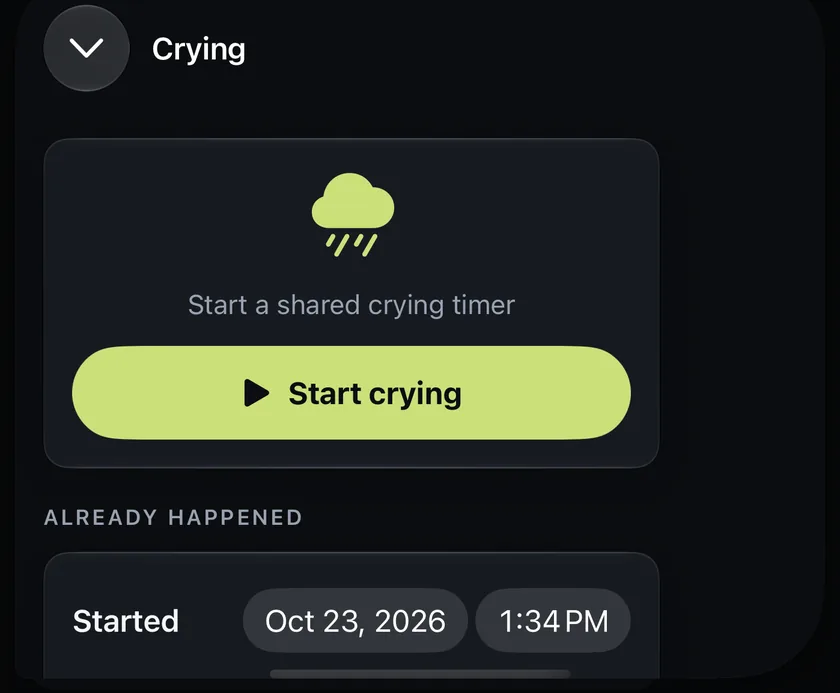 Crying
Start a shared crying timer
Start crying
ALREADY HAPPENED
Started Oct 23, 2026 1:34 PM